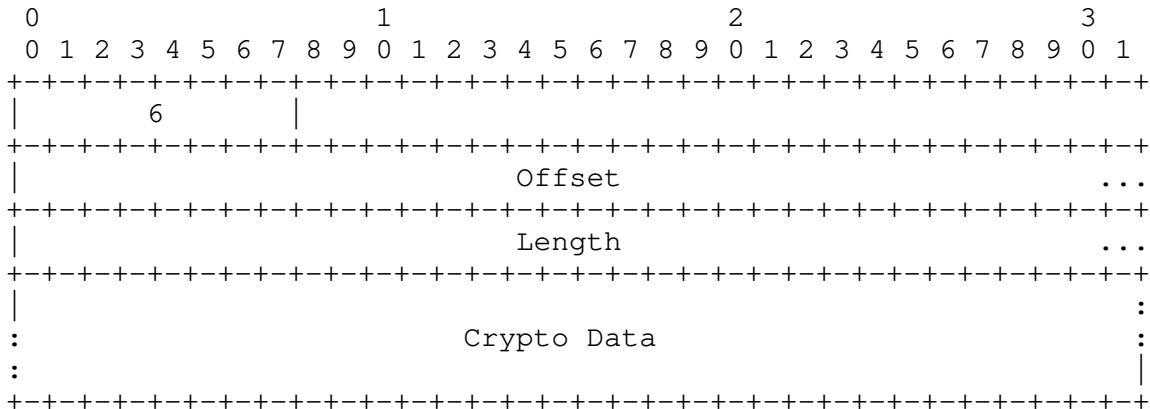 0                   1                   2                   3
 0 1 2 3 4 5 6 7 8 9 0 1 2 3 4 5 6 7 8 9 0 1 2 3 4 5 6 7 8 9 0 1
+-+-+-+-+-+-+-+-+-+-+-+-+-+-+-+-+-+-+-+-+-+-+-+-+-+-+-+-+-+-+-+-+
|       6       |
+-+-+-+-+-+-+-+-+-+-+-+-+-+-+-+-+-+-+-+-+-+-+-+-+-+-+-+-+-+-+-+-+
|                            Offset                           ...
+-+-+-+-+-+-+-+-+-+-+-+-+-+-+-+-+-+-+-+-+-+-+-+-+-+-+-+-+-+-+-+-+
|                            Length                           ...
+-+-+-+-+-+-+-+-+-+-+-+-+-+-+-+-+-+-+-+-+-+-+-+-+-+-+-+-+-+-+-+-+
|                                                               :
:                         Crypto Data                           :
:                                                               |
+-+-+-+-+-+-+-+-+-+-+-+-+-+-+-+-+-+-+-+-+-+-+-+-+-+-+-+-+-+-+-+-+